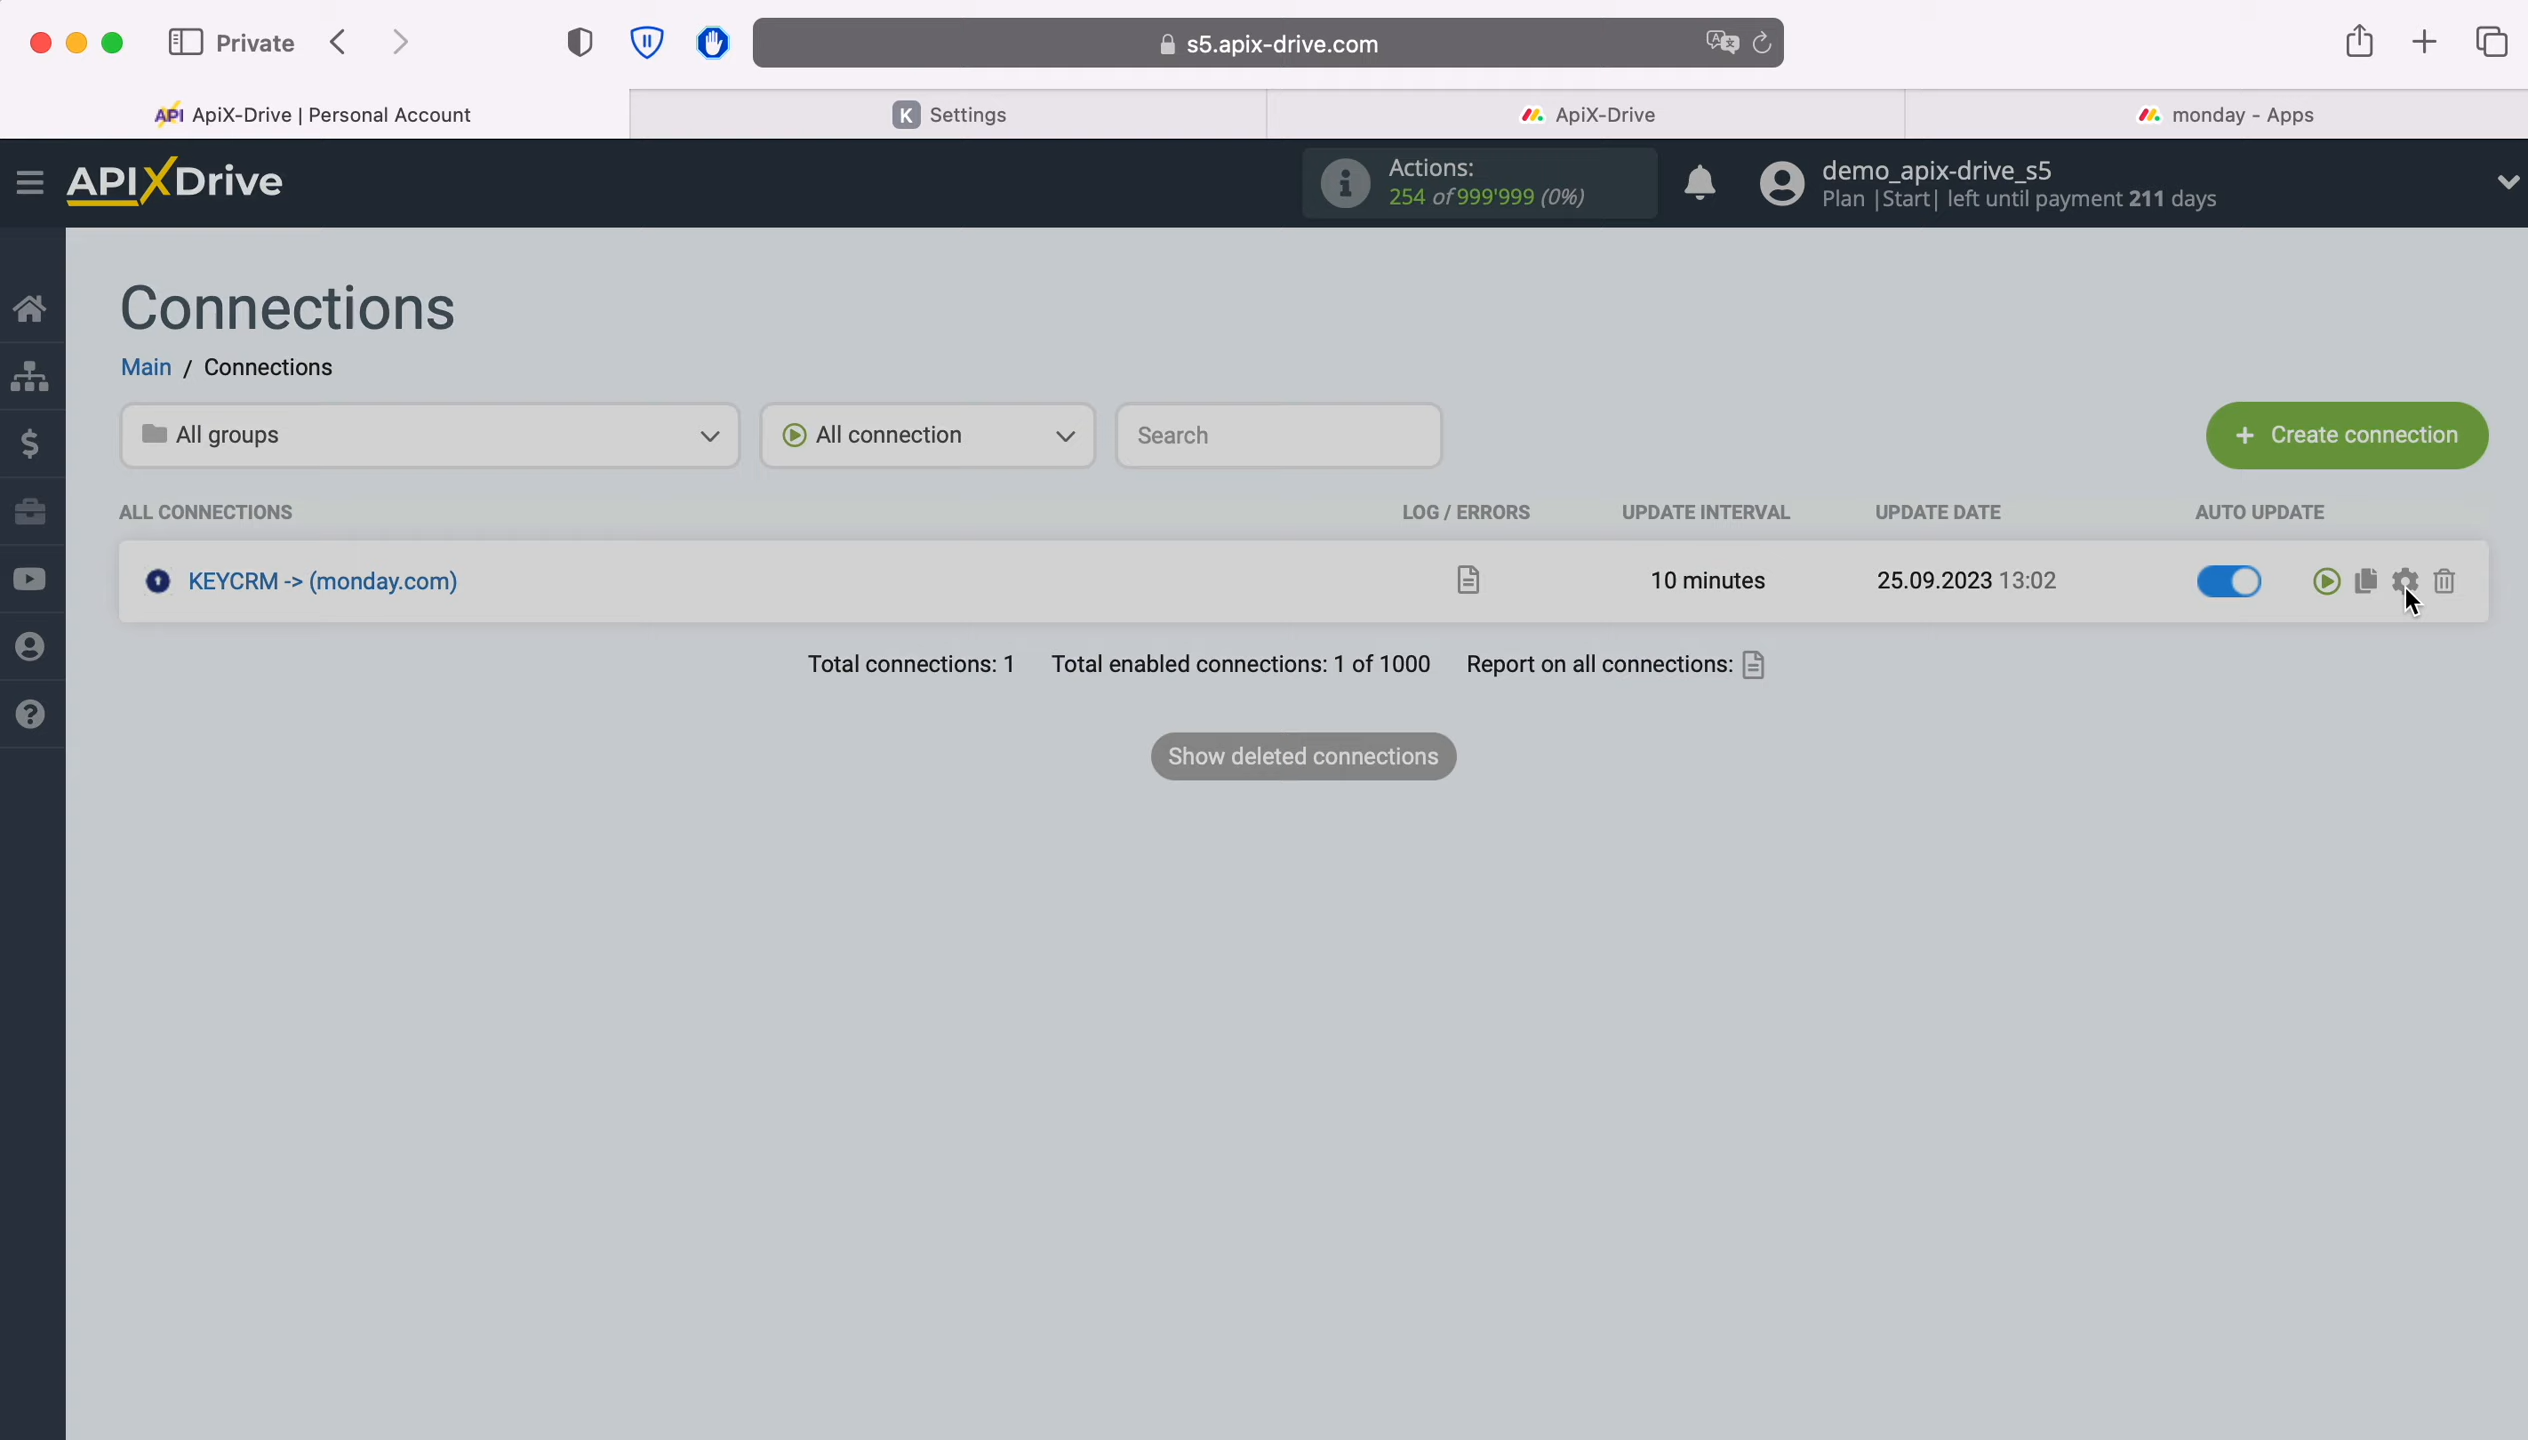 Private
s5.apix-drive.com
API ApiX-Drive | Personal Account
K Settings
ApiX-Drive
monday - Apps
APIXDrive
Actions:
254 of 999'999 (0%)
demo_apix-drive_s5
Plan |Start| left until payment 211 days
Connections
Main / Connections
All groups
All connection
Search
+ Create connection
ALL CONNECTIONS
LOG / ERRORS
UPDATE INTERVAL
UPDATE DATE
AUTO UPDATE
KEYCRM -> (monday.com)
10 minutes
25.09.2023 13:02
Total connections: 1
Total enabled connections: 1 of 1000
Report on all connections:
Show deleted connections